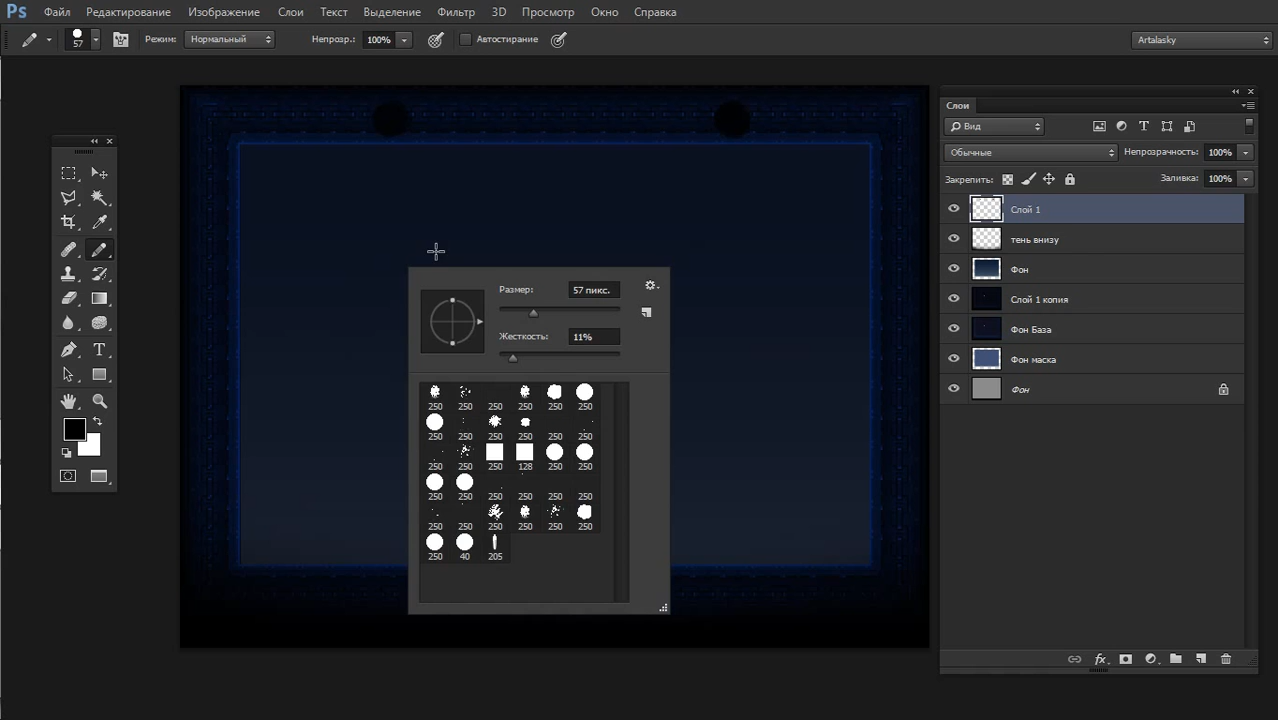 Ps Файл Редактирование Изображение Слои Текст Выделение Фильтр 3D Просмотр Окно Справка
57 Режим: Нормальный Непрозр.: 100% Автостирание Artalasky
Слои
Вид
Обычные Непрозрачность: 100%
Закрепить: Заливка: 100%
Слой 1
тень внизу
Фон
Слой 1 копия
Фон База
Фон маска
Фон
Размер: 57 пикс.
Жесткость: 11%
250 250 250 250 250 250
250 250 250 250 250 250
250 250 250 128 250 250
250 250 250 250 250 250
250 250 250 250 250 250
250 40 205
T
T
fx